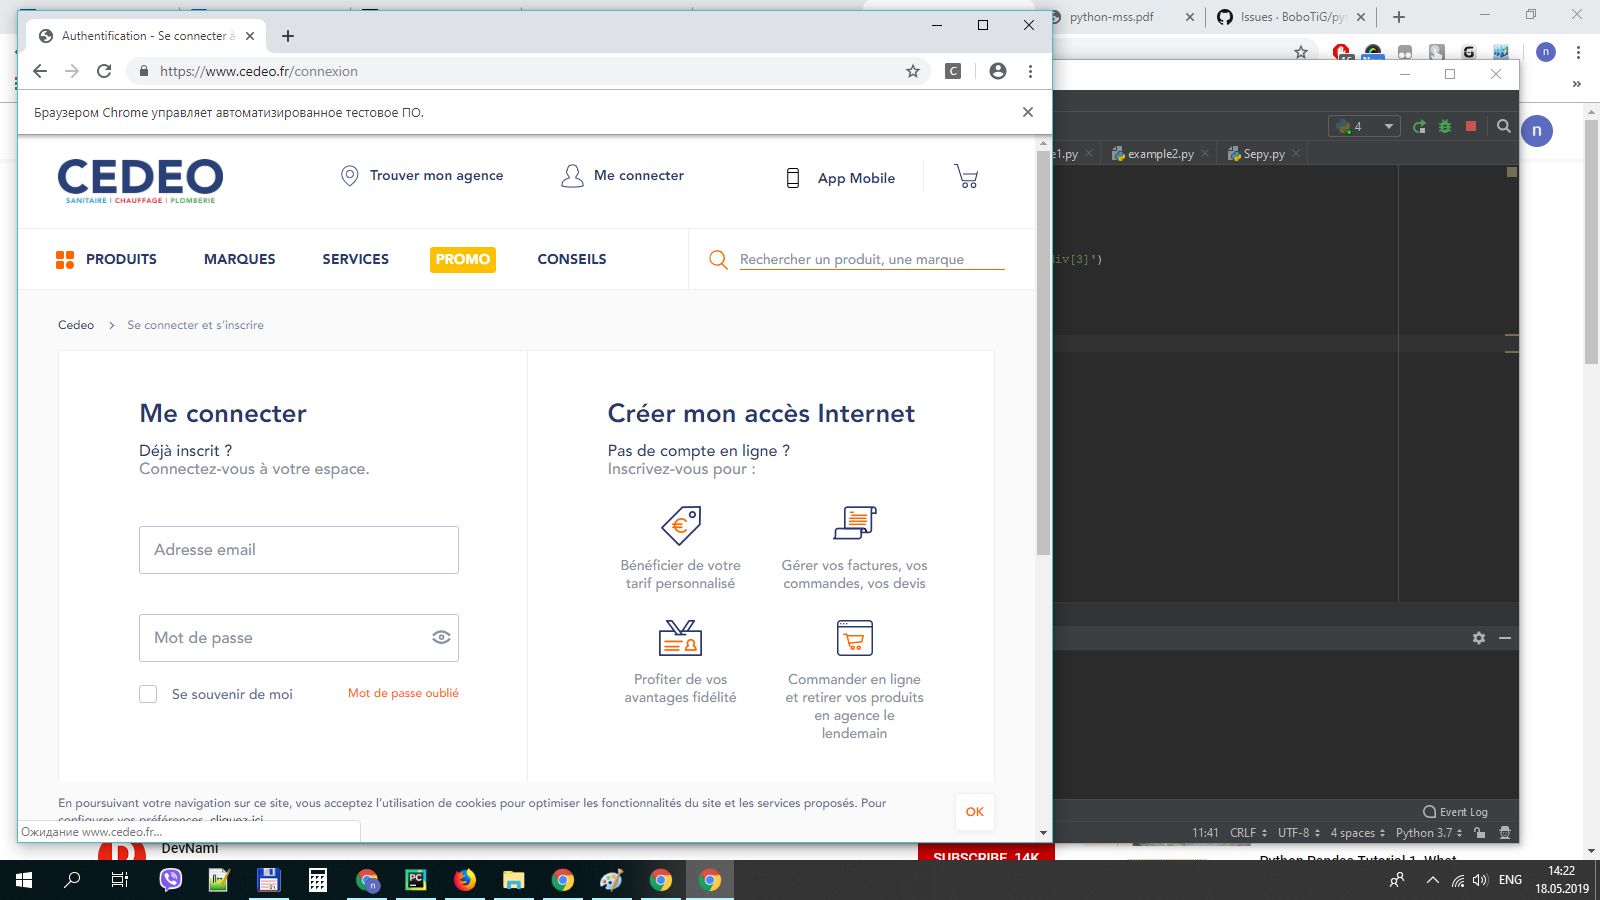 Authentification - Se connecter à
python-mss.pdf
Issues · BoboTiG/pyt
https://www.cedeo.fr/connexion
C
n
Браузером Chrome управляет автоматизированное тестовое ПО.
4
n
e1.py
example2.py
Sepy.py
CEDEO
SANITAIRE | CHAUFFAGE | PLOMBERIE
Trouver mon agence
Me connecter
App Mobile
PRODUITS
MARQUES
SERVICES
PROMO
CONSEILS
Rechercher un produit, une marque
div[3]')
Cedeo > Se connecter et s'inscrire
Me connecter
Déjà inscrit ?
Connectez-vous à votre espace.
Adresse email
Mot de passe
Se souvenir de moi
Mot de passe oublié
Créer mon accès Internet
Pas de compte en ligne ?
Inscrivez-vous pour :
Bénéficier de votre
tarif personnalisé
Gérer vos factures, vos
commandes, vos devis
Profiter de vos
avantages fidélité
Commander en ligne
et retirer vos produits
en agence le
lendemain
En poursuivant votre navigation sur ce site, vous acceptez l'utilisation de cookies pour optimiser les fonctionnalités du site et les services proposés. Pour
configurer vos préférences, cliquez-ici
OK
Ожидание www.cedeo.fr...
Event Log
11:41 CRLF UTF-8 4 spaces Python 3.7
DevNami
SUBSCRIBE 14K
Python Pandas Tutorial 1. What
ENG
14:22
18.05.2019